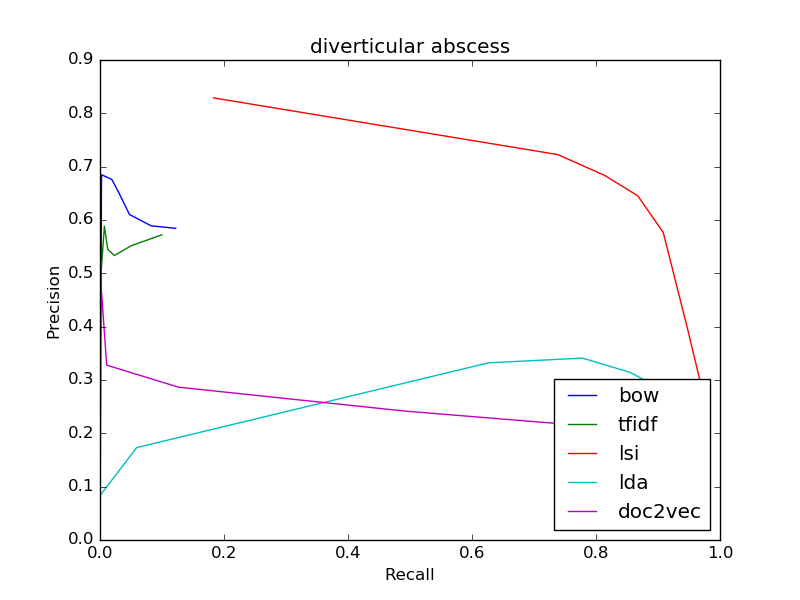 diverticular abscess
0.9
0.8
0.7
0.6
0.5
0.4
0.3
0.2
0.1
0.0
Precision
bow
tfidf
lsi
lda
doc2vec
0.0 0.2 0.4 0.6 0.8 1.0
Recall